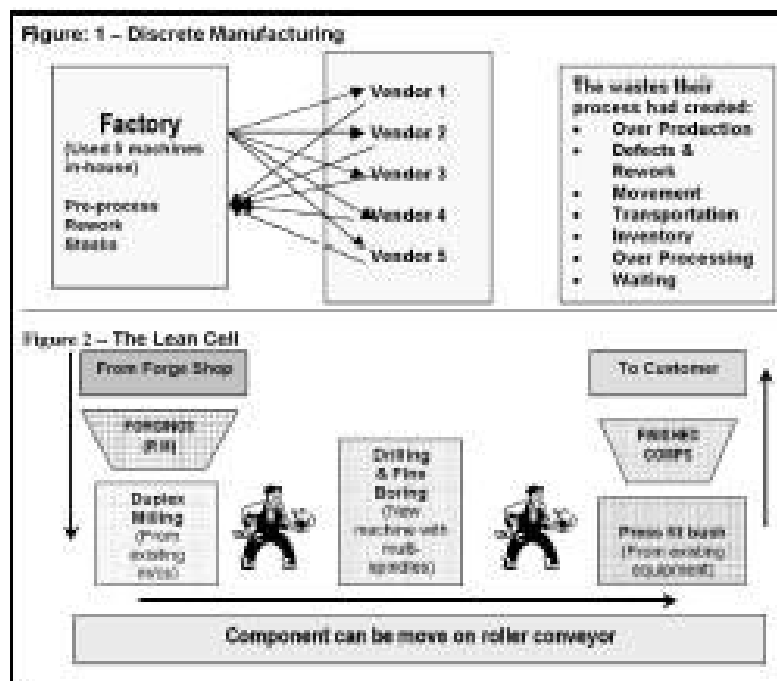 Figure: 1 – Discrete Manufacturing
Factory
(Used 5 machines
in-house)
Pre-process
Rework
Stocks
Vendor 1
Vendor 2
Vendor 3
Vendor 4
Vendor 5
The wastes their
process had created:
• Over Production
• Defects &
Rework
• Movement
• Transportation
• Inventory
• Over Processing
• Waiting
Figure 2 – The Lean Cell
From Forge Shop
FORGINGS
(R/M)
Duplex
Milling
(From
existing
m/cs)
Drilling
& Fine
Boring
(New
machine with
multi-
spindles)
To Customer
FINISHED
COMPS
Press fit bush
(From existing
equipment)
Component can be move on roller conveyor